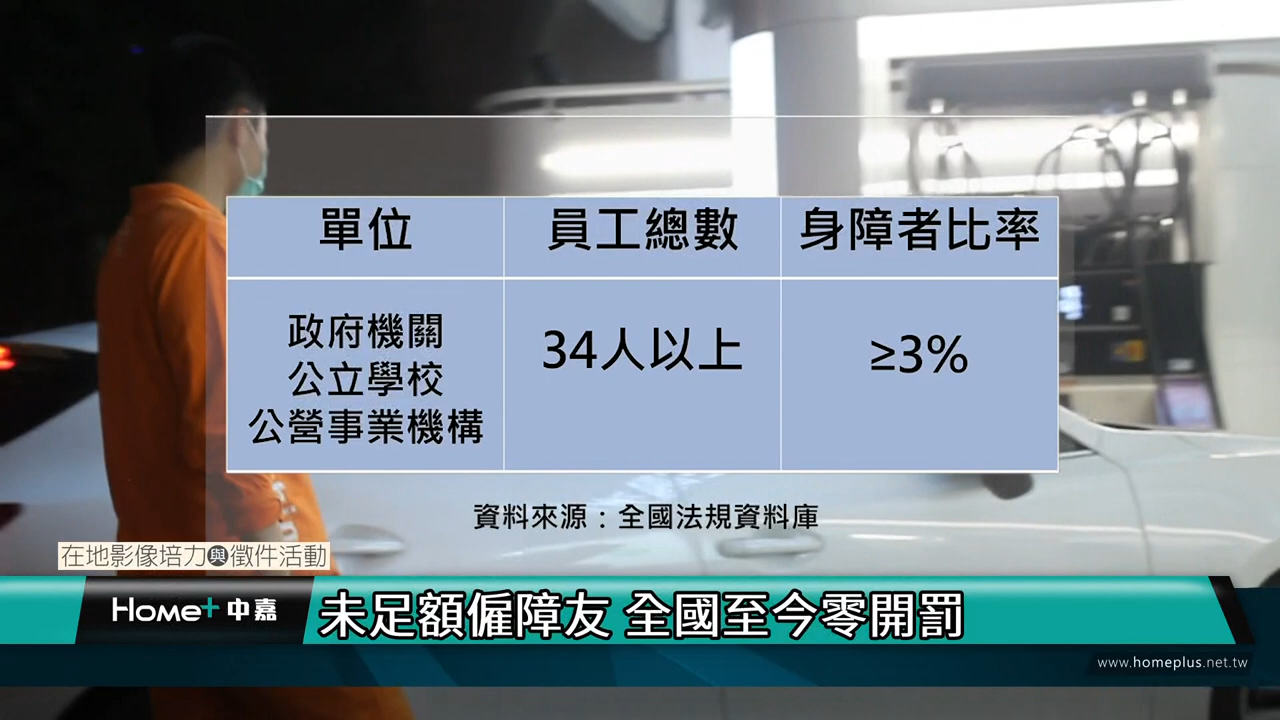 單位 員工總數 身障者比率
政府機關
公立學校
公營事業機構
34人以上
≥3%
資料來源：全國法規資料庫
在地影像培力與徵件活動
Home+中嘉
未足額僱障友 全國至今零開罰
www.homeplus.net.tw